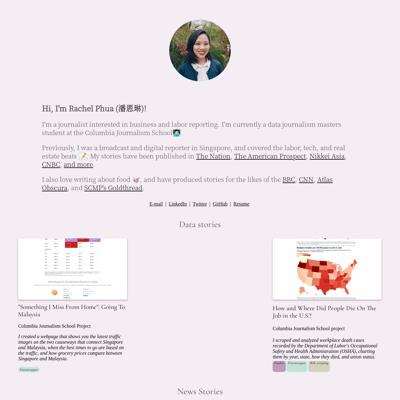 Hi, I'm Rachel Phua (潘恩琳)!
I'm a journalist interested in business and labor reporting. I'm currently a data journalism masters
student at the Columbia Journalism School👩🏻‍💻.
Previously, I was a broadcast and digital reporter in Singapore, and covered the labor, tech, and real
estate beats 📝. My stories have been published in The Nation, The American Prospect, Nikkei Asia,
CNBC, and more.
I also love writing about food 🍜, and have produced stories for the likes of the BBC, CNN, Atlas
Obscura, and SCMP's Goldthread.
E-mail | LinkedIn | Twitter | GitHub | Resume
Data stories
"Something I Miss From Home": Going To
Malaysia
Columbia Journalism School Project
I created a webpage that shows you the latest traffic
images on the two causeways that connect Singapore
and Malaysia, when the best times to go are based on
the traffic, and how grocery prices compare between
Singapore and Malaysia.
How and Where Did People Die On The
Job in the U.S.?
Columbia Journalism School project
I scraped and analyzed workplace death cases
recorded by the Department of Labor's Occupational
Safety and Health Administration (OSHA), charting
them by year, state, how they died, and union status.
News Stories